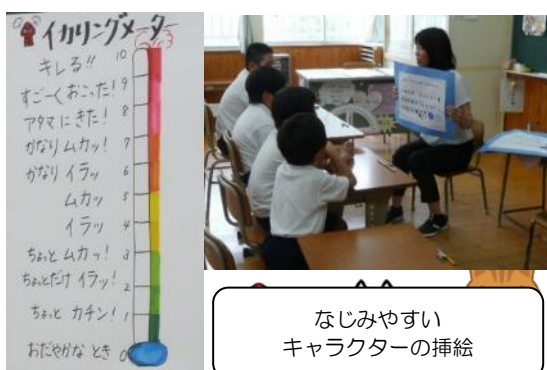 イカリングメーター
キレる!! 10
すごーくおこった! 9
アタマにきた! 8
かなりムカッ! 7
かなりイラッ 6
ムカッ 5
イラッ 4
ちょっとムカッ! 3
ちょっとだけイラッ! 2
ちょっとカチン! 1
おだやかなとき 0
なじみやすい
キャラクターの挿絵